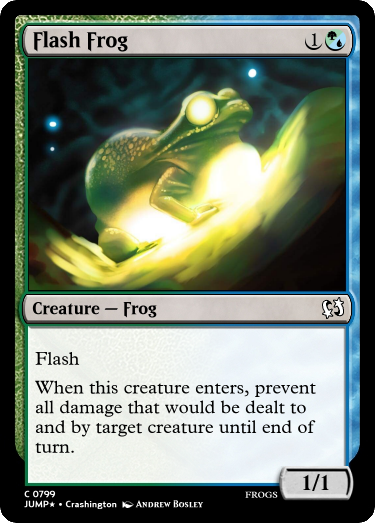 Flash Frog 1
Creature — Frog
Flash
When this creature enters, prevent
all damage that would be dealt to
and by target creature until end of
turn.
1/1
C 0799
JUMP★ • Crashington Andrew Bosley
FROGS